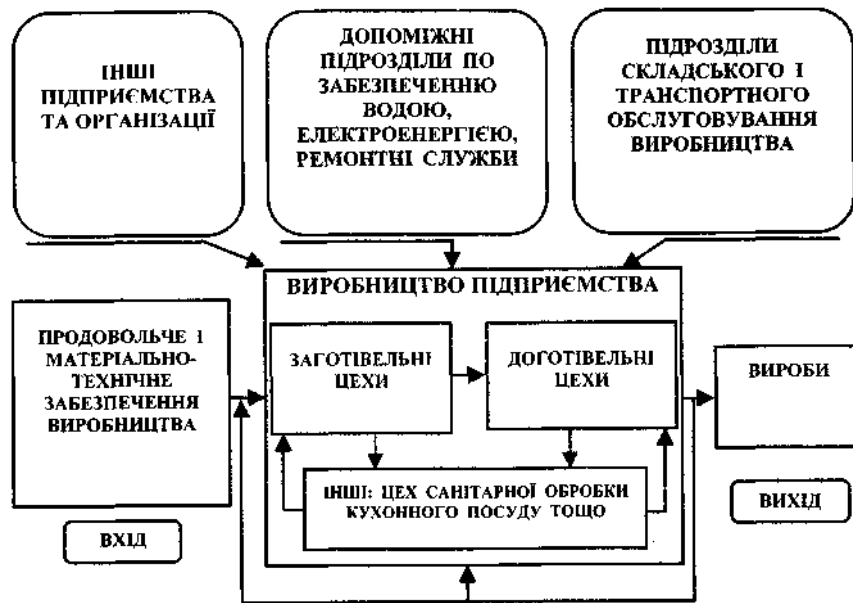 ІНШІ
ПІДПРИЄМСТВА
ТА ОРГАНІЗАЦІЇ
ДОПОМІЖНІ
ПІДРОЗДІЛИ ПО
ЗАБЕЗПЕЧЕННЮ
ВОДОЮ,
ЕЛЕКТРОЕНЕРГІЄЮ,
РЕМОНТНІ СЛУЖБИ
ПІДРОЗДІЛИ
СКЛАДСЬКОГО І
ТРАНСПОРТНОГО
ОБСЛУГОВУВАННЯ
ВИРОБНИЦТВА
ВИРОБНИЦТВО ПІДПРИЄМСТВА
ПРОДОВОЛЬЧЕ І
МАТЕРІАЛЬНО-
ТЕХНІЧНЕ
ЗАБЕЗПЕЧЕННЯ
ВИРОБНИЦТВА
ЗАГОТІВЕЛЬНІ
ЦЕХИ
ДОГОТІВЕЛЬНІ
ЦЕХИ
ВИРОБИ
ІНШІ: ЦЕХ САНІТАРНОЇ ОБРОБКИ
КУХОННОГО ПОСУДУ ТОЩО
ВХІД
ВИХІД